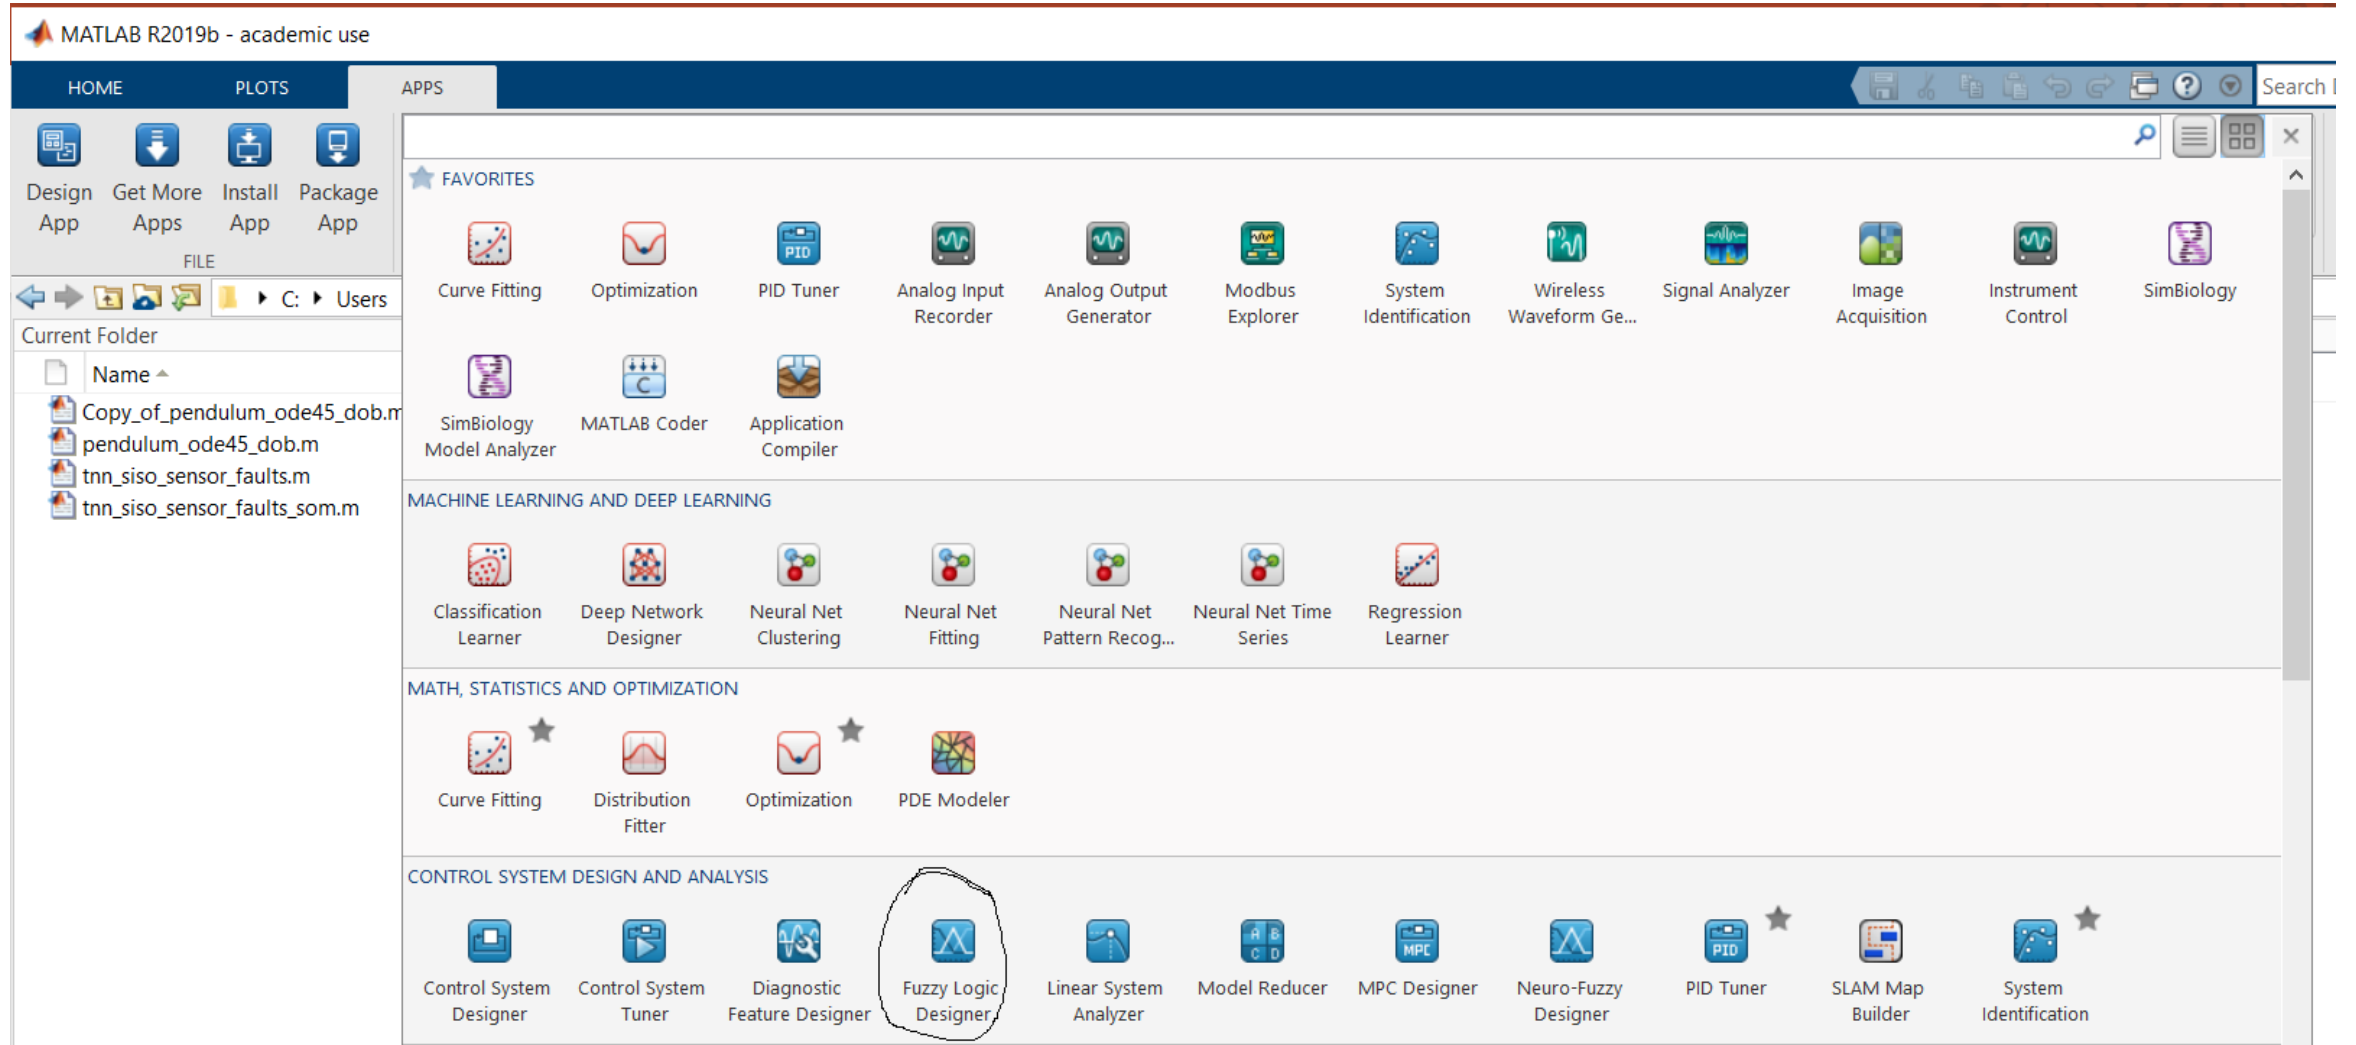 MATLAB R2019b - academic use
HOME PLOTS APPS
Search
Design App
Get More Apps
Install App
Package App
FILE
C: Users
Current Folder
Name
Copy_of_pendulum_ode45_dob.m
pendulum_ode45_dob.m
tnn_siso_sensor_faults.m
tnn_siso_sensor_faults_som.m
FAVORITES
PID
Curve Fitting
Optimization
PID Tuner
Analog Input Recorder
Analog Output Generator
Modbus Explorer
System Identification
Wireless Waveform Ge...
Signal Analyzer
Image Acquisition
Instrument Control
SimBiology
C
SimBiology Model Analyzer
MATLAB Coder
Application Compiler
MACHINE LEARNING AND DEEP LEARNING
Classification Learner
Deep Network Designer
Neural Net Clustering
Neural Net Fitting
Neural Net Pattern Recog...
Neural Net Time Series
Regression Learner
MATH, STATISTICS AND OPTIMIZATION
Curve Fitting
Distribution Fitter
Optimization
PDE Modeler
CONTROL SYSTEM DESIGN AND ANALYSIS
A B
C D
MPC
PID
Control System Designer
Control System Tuner
Diagnostic Feature Designer
Fuzzy Logic Designer
Linear System Analyzer
Model Reducer
MPC Designer
Neuro-Fuzzy Designer
PID Tuner
SLAM Map Builder
System Identification